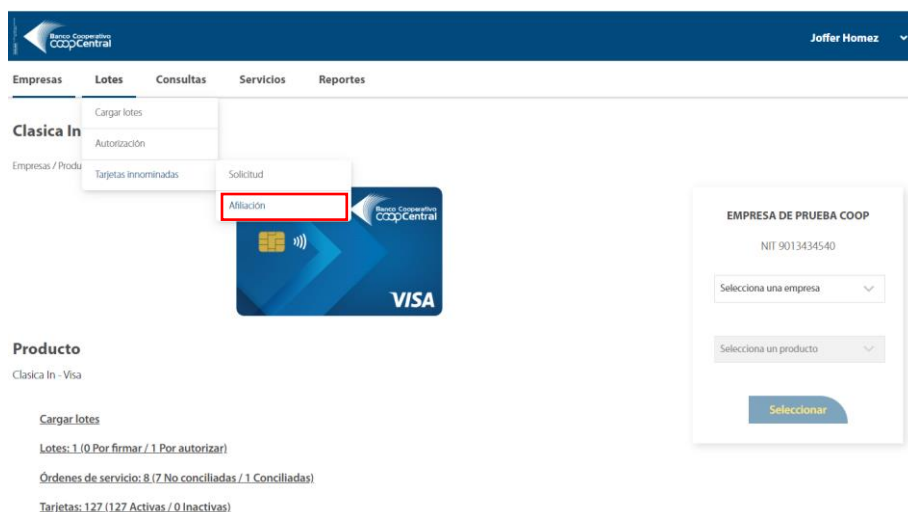 Banco Cooperativo
CoopCentral
Joffer Homez
Empresas Lotes Consultas Servicios Reportes
Cargar lotes
Clasica In
Autorización
Empresas / Produ
Tarjetas innominadas
Solicitud
Afiliación
Banco Cooperativo
CoopCentral
VISA
EMPRESA DE PRUEBA COOP
NIT 9013434540
Selecciona una empresa
Selecciona un producto
Seleccionar
Producto
Clasica In - Visa
Cargar lotes
Lotes: 1 (0 Por firmar / 1 Por autorizar)
Órdenes de servicio: 8 (7 No conciliadas / 1 Conciliadas)
Tarjetas: 127 (127 Activas / 0 Inactivas)